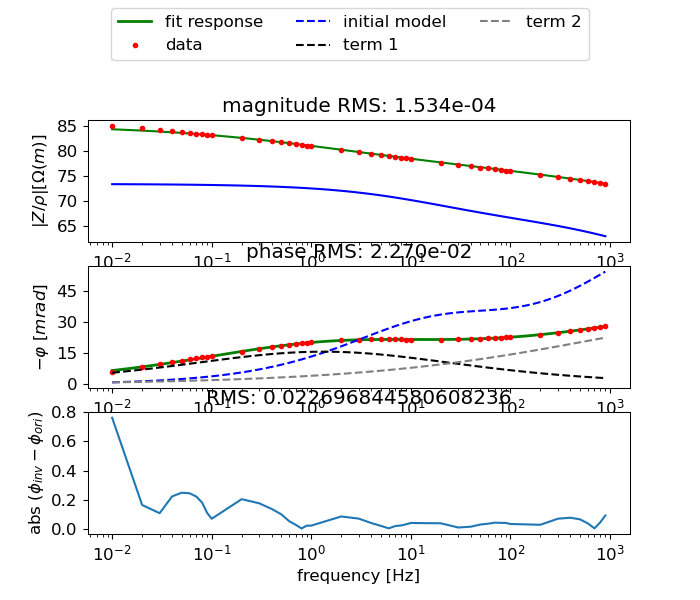 fit response
data
initial model
term 1
term 2
magnitude RMS: 1.534e-04
|Z/ρ|[Ω(m)]
85
80
75
70
65
10⁻² 10⁻¹ 10⁰ 10¹ 10² 10³
phase RMS: 2.270e-02
−φ [mrad]
45
30
15
0
10⁻² 10⁻¹ 10⁰ 10¹ 10² 10³
RMS: 0.022696844580608236
abs (ϕ_inv − ϕ_ori)
0.8
0.6
0.4
0.2
0.0
10⁻² 10⁻¹ 10⁰ 10¹ 10² 10³
frequency [Hz]